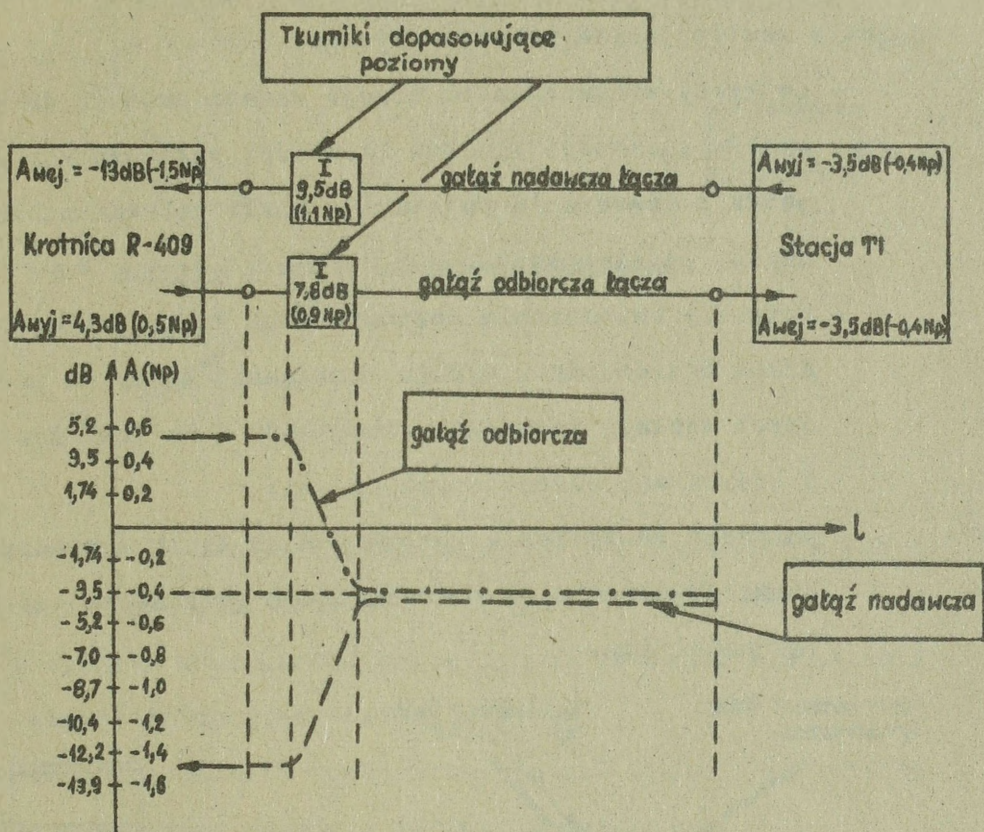 Tłumiki dopasowujące
poziomy
Awej. = -13dB(-1,5Np)
Krotnica R-409
Awyj = 4,3dB (0,5Np)
I
9,5dB
(1,1Np)
gałąź nadawcza łącza
I
7,8dB
(0,9Np)
gałąź odbiorcza łącza
Awyj = -3,5dB(-0,4Np)
Stacja T1
Awej = -3,5dB(-0,4Np)
dB A(Np)
5,2 0,6
9,5 0,4
1,74 0,2
l
-1,74 -0,2
-9,5 -0,4
-5,2 -0,6
-7,0 -0,8
-8,7 -1,0
-10,4 -1,2
-12,2 -1,4
-13,9 -1,6
gałąź odbiorcza
gałąź nadawcza